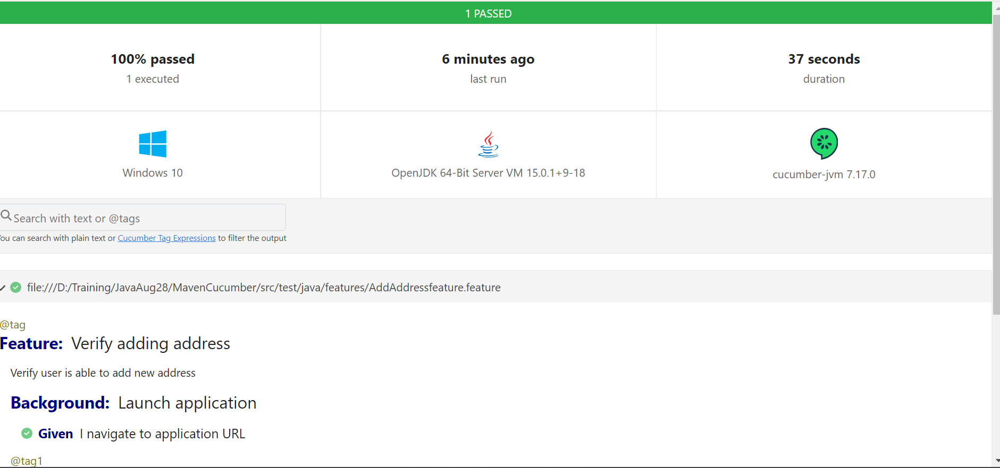 1 PASSED
100% passed
1 executed
6 minutes ago
last run
37 seconds
duration
Windows 10
OpenJDK 64-Bit Server VM 15.0.1+9-18
cucumber-jvm 7.17.0
Search with text or @tags
You can search with plain text or Cucumber Tag Expressions to filter the output
file:///D:/Training/JavaAug28/MavenCucumber/src/test/java/features/AddAddressfeature.feature
@tag
Feature: Verify adding address
Verify user is able to add new address
Background: Launch application
Given I navigate to application URL
@tag1